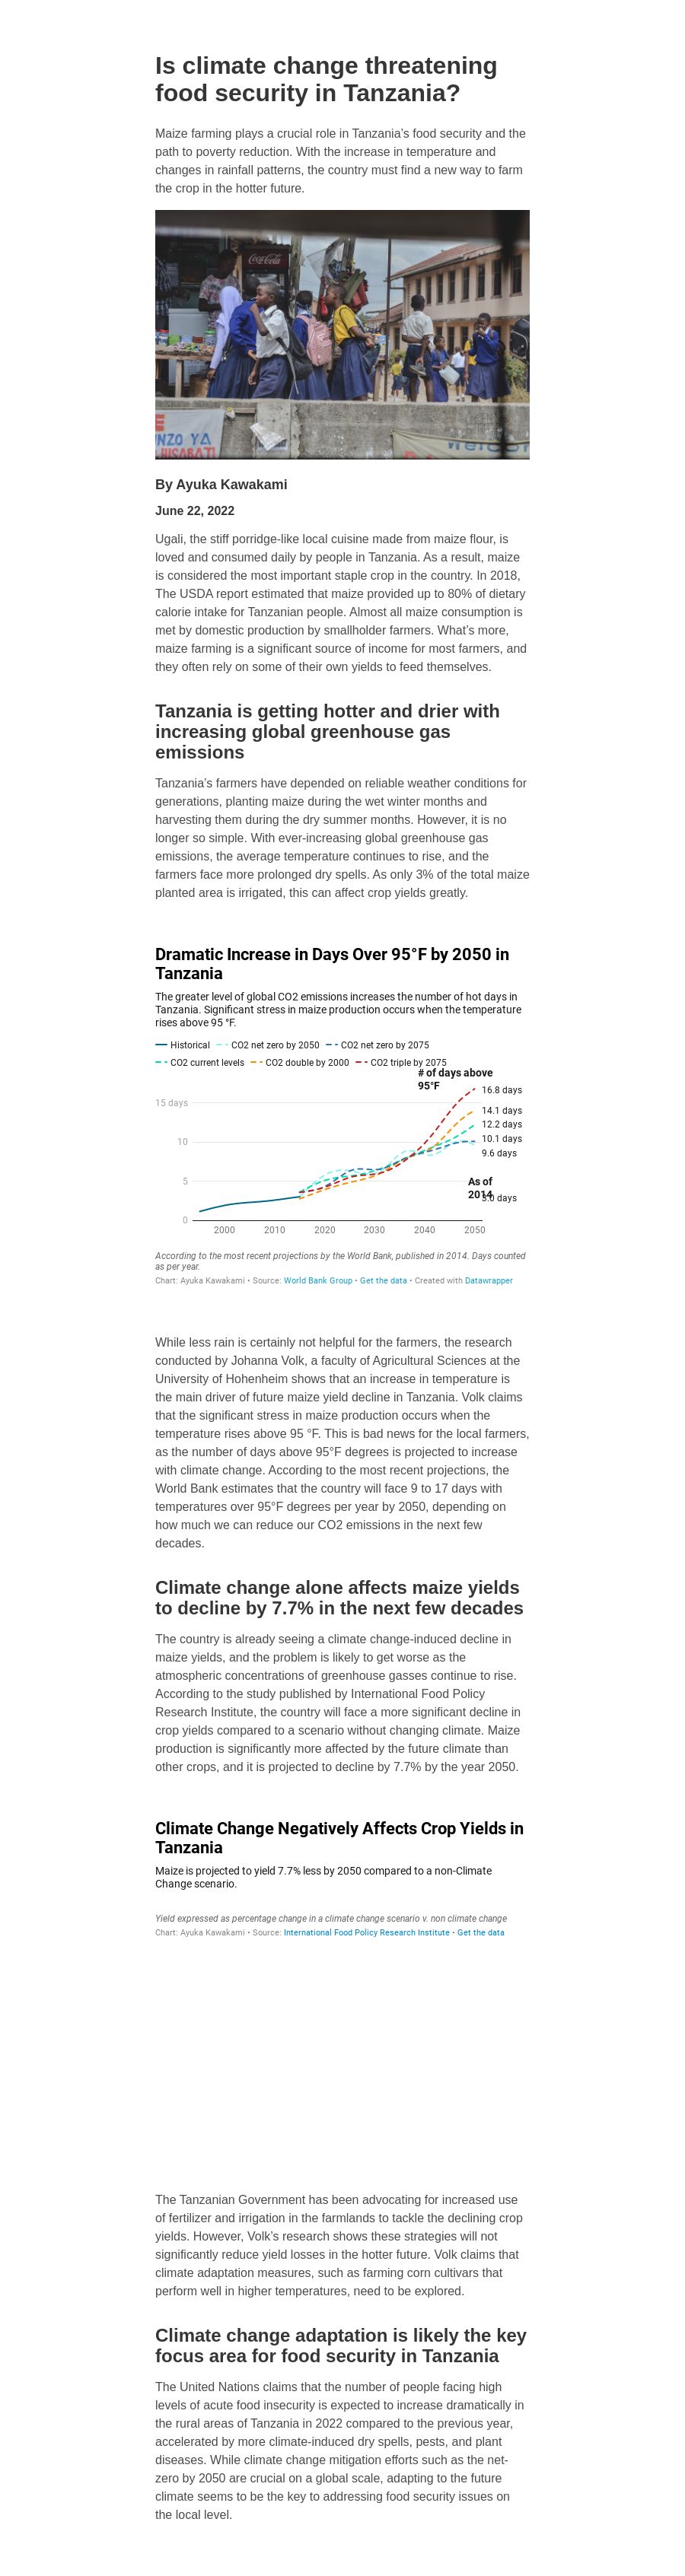 Is climate change threatening
food security in Tanzania?
Maize farming plays a crucial role in Tanzania’s food security and the
path to poverty reduction. With the increase in temperature and
changes in rainfall patterns, the country must find a new way to farm
the crop in the hotter future.
Coca-Cola
NZO YA
HISABATI
By Ayuka Kawakami
June 22, 2022
Ugali, the stiff porridge-like local cuisine made from maize flour, is
loved and consumed daily by people in Tanzania. As a result, maize
is considered the most important staple crop in the country. In 2018,
The USDA report estimated that maize provided up to 80% of dietary
calorie intake for Tanzanian people. Almost all maize consumption is
met by domestic production by smallholder farmers. What’s more,
maize farming is a significant source of income for most farmers, and
they often rely on some of their own yields to feed themselves.
Tanzania is getting hotter and drier with
increasing global greenhouse gas
emissions
Tanzania’s farmers have depended on reliable weather conditions for
generations, planting maize during the wet winter months and
harvesting them during the dry summer months. However, it is no
longer so simple. With ever-increasing global greenhouse gas
emissions, the average temperature continues to rise, and the
farmers face more prolonged dry spells. As only 3% of the total maize
planted area is irrigated, this can affect crop yields greatly.
Dramatic Increase in Days Over 95°F by 2050 in
Tanzania
The greater level of global CO2 emissions increases the number of hot days in
Tanzania. Significant stress in maize production occurs when the temperature
rises above 95 °F.
Historical CO2 net zero by 2050 CO2 net zero by 2075
CO2 current levels CO2 double by 2000 CO2 triple by 2075
# of days above
95°F
16.8 days
15 days
14.1 days
12.2 days
10.1 days
10
9.6 days
5
As of
2014
3.0 days
0
2000 2010 2020 2030 2040 2050
According to the most recent projections by the World Bank, published in 2014. Days counted
as per year.
Chart: Ayuka Kawakami • Source: World Bank Group • Get the data • Created with Datawrapper
While less rain is certainly not helpful for the farmers, the research
conducted by Johanna Volk, a faculty of Agricultural Sciences at the
University of Hohenheim shows that an increase in temperature is
the main driver of future maize yield decline in Tanzania. Volk claims
that the significant stress in maize production occurs when the
temperature rises above 95 °F. This is bad news for the local farmers,
as the number of days above 95°F degrees is projected to increase
with climate change. According to the most recent projections, the
World Bank estimates that the country will face 9 to 17 days with
temperatures over 95°F degrees per year by 2050, depending on
how much we can reduce our CO2 emissions in the next few
decades.
Climate change alone affects maize yields
to decline by 7.7% in the next few decades
The country is already seeing a climate change-induced decline in
maize yields, and the problem is likely to get worse as the
atmospheric concentrations of greenhouse gasses continue to rise.
According to the study published by International Food Policy
Research Institute, the country will face a more significant decline in
crop yields compared to a scenario without changing climate. Maize
production is significantly more affected by the future climate than
other crops, and it is projected to decline by 7.7% by the year 2050.
Climate Change Negatively Affects Crop Yields in
Tanzania
Maize is projected to yield 7.7% less by 2050 compared to a non-Climate
Change scenario.
Yield expressed as percentage change in a climate change scenario v. non climate change
Chart: Ayuka Kawakami • Source: International Food Policy Research Institute • Get the data
The Tanzanian Government has been advocating for increased use
of fertilizer and irrigation in the farmlands to tackle the declining crop
yields. However, Volk’s research shows these strategies will not
significantly reduce yield losses in the hotter future. Volk claims that
climate adaptation measures, such as farming corn cultivars that
perform well in higher temperatures, need to be explored.
Climate change adaptation is likely the key
focus area for food security in Tanzania
The United Nations claims that the number of people facing high
levels of acute food insecurity is expected to increase dramatically in
the rural areas of Tanzania in 2022 compared to the previous year,
accelerated by more climate-induced dry spells, pests, and plant
diseases. While climate change mitigation efforts such as the net-
zero by 2050 are crucial on a global scale, adapting to the future
climate seems to be the key to addressing food security issues on
the local level.